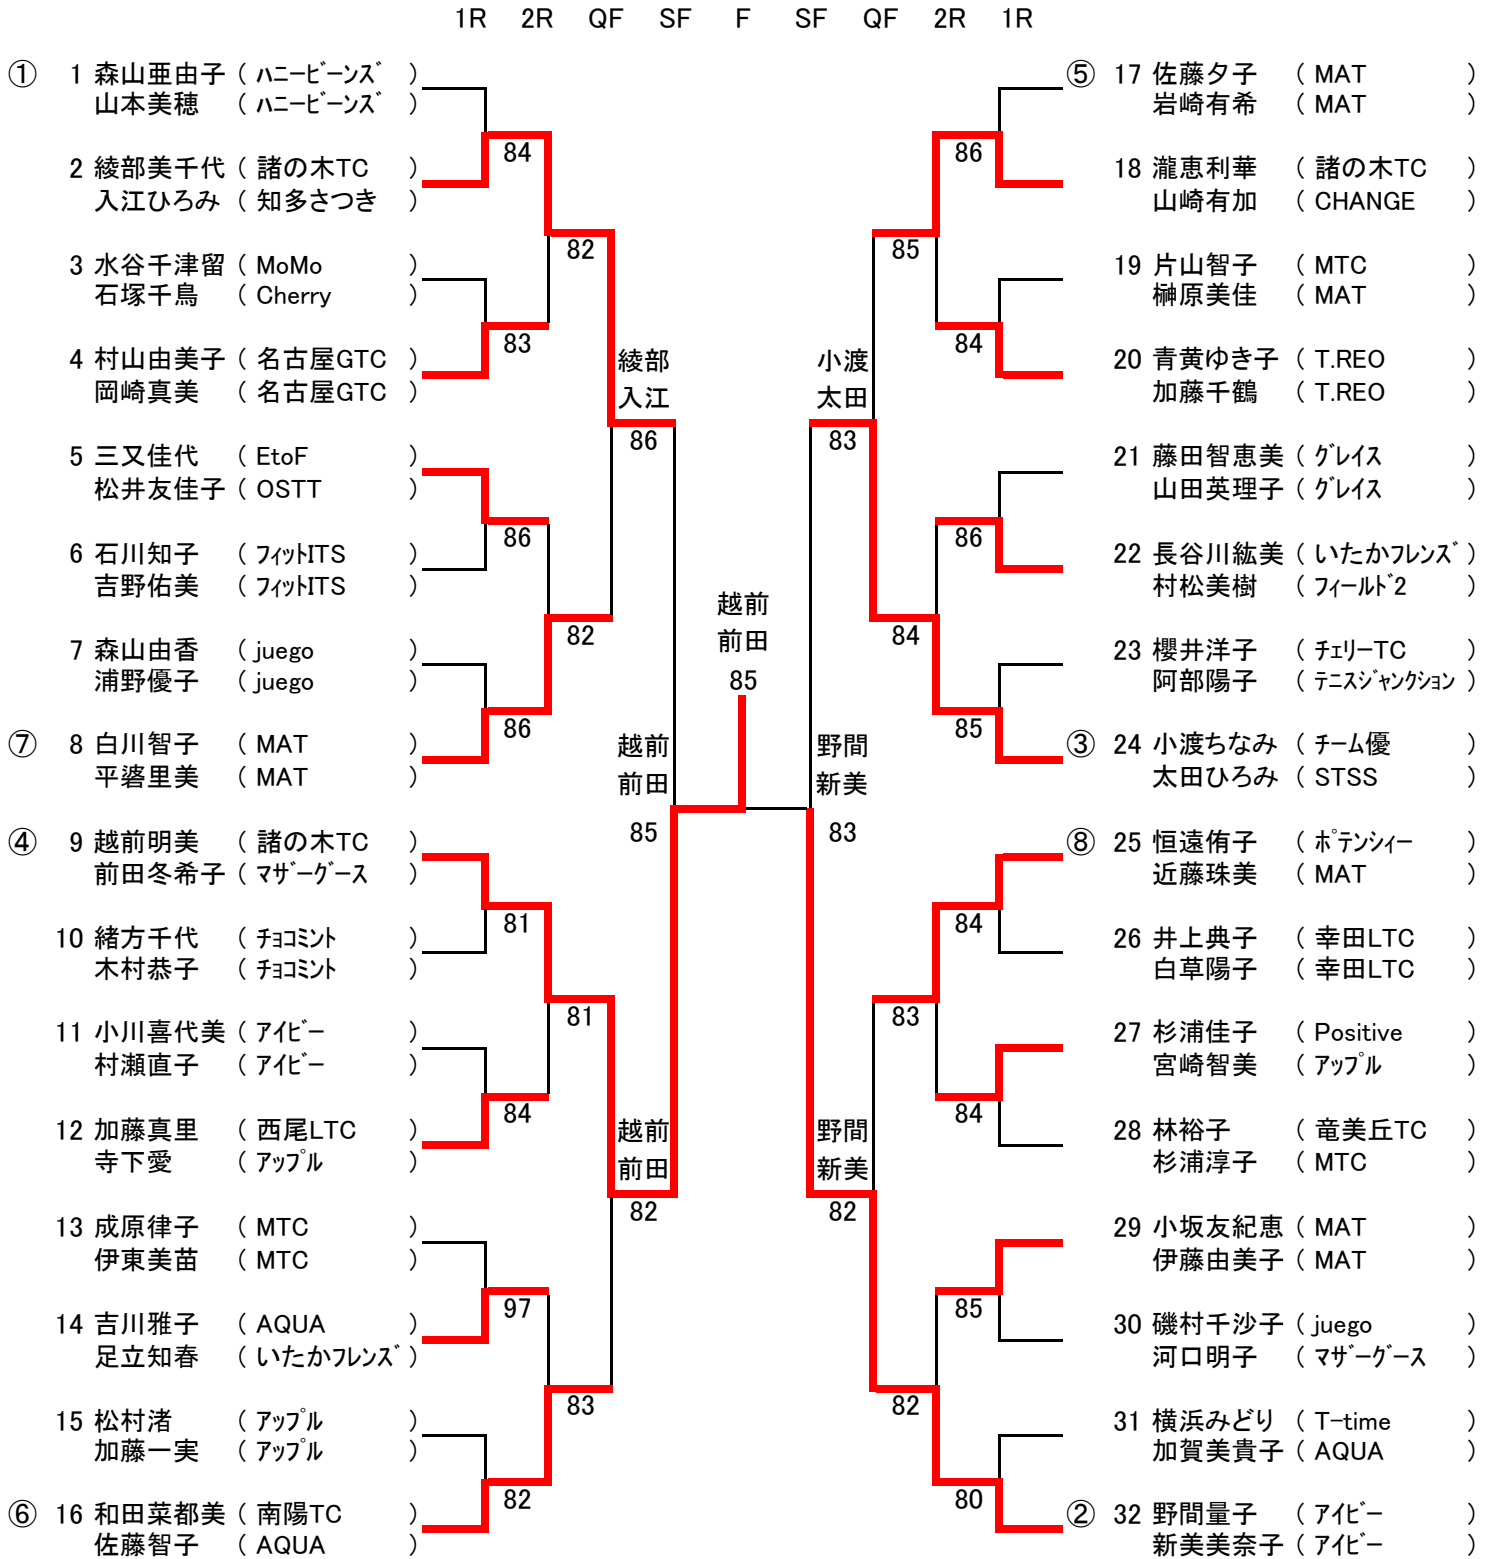 1R 2R QF SF F SF QF 2R 1R
① 1 森山亜由子 ( ﾊﾆｰﾋﾞｰﾝｽﾞ )
山本美穂 ( ﾊﾆｰﾋﾞｰﾝｽﾞ )
84
2 綾部美千代 ( 諸の木TC )
入江ひろみ ( 知多さつき )
82
3 水谷千津留 ( MoMo )
石塚千鳥 ( Cherry )
83
4 村山由美子 ( 名古屋GTC )
岡崎真美 ( 名古屋GTC )
綾部
入江
86
5 三又佳代 ( EtoF )
松井友佳子 ( OSTT )
86
6 石川知子 ( ﾌｨｯﾄITS )
吉野佑美 ( ﾌｨｯﾄITS )
82
7 森山由香 ( juego )
浦野優子 ( juego )
86
⑦ 8 白川智子 ( MAT )
平碆里美 ( MAT )
越前
前田
85
④ 9 越前明美 ( 諸の木TC )
前田冬希子 ( ﾏｻﾞｰｸﾞｰｽ )
81
10 緒方千代 ( ﾁｮｺﾐﾝﾄ )
木村恭子 ( ﾁｮｺﾐﾝﾄ )
81
11 小川喜代美 ( ｱｲﾋﾞｰ )
村瀬直子 ( ｱｲﾋﾞｰ )
84
12 加藤真里 ( 西尾LTC )
寺下愛 ( ｱｯﾌﾟﾙ )
越前
前田
82
13 成原律子 ( MTC )
伊東美苗 ( MTC )
97
14 吉川雅子 ( AQUA )
足立知春 ( いたかﾌﾚﾝｽﾞ )
83
15 松村渚 ( ｱｯﾌﾟﾙ )
加藤一実 ( ｱｯﾌﾟﾙ )
82
⑥ 16 和田菜都美 ( 南陽TC )
佐藤智子 ( AQUA )
越前
前田
85
⑤ 17 佐藤夕子 ( MAT )
岩崎有希 ( MAT )
86
18 瀧恵利華 ( 諸の木TC )
山崎有加 ( CHANGE )
85
19 片山智子 ( MTC )
榊原美佳 ( MAT )
84
20 青黄ゆき子 ( T.REO )
加藤千鶴 ( T.REO )
小渡
太田
83
21 藤田智恵美 ( ｸﾞﾚｲｽ )
山田英理子 ( ｸﾞﾚｲｽ )
86
22 長谷川紘美 ( いたかﾌﾚﾝｽﾞ )
村松美樹 ( ﾌｨｰﾙﾄﾞ2 )
84
23 櫻井洋子 ( ﾁｪﾘｰTC )
阿部陽子 ( ﾃﾆｽｼﾞｬﾝｸｼｮﾝ )
85
③ 24 小渡ちなみ ( ﾁｰﾑ優 )
太田ひろみ ( STSS )
野間
新美
83
⑧ 25 恒遠侑子 ( ﾎﾟﾃﾝｼｨｰ )
近藤珠美 ( MAT )
84
26 井上典子 ( 幸田LTC )
白草陽子 ( 幸田LTC )
83
27 杉浦佳子 ( Positive )
宮崎智美 ( ｱｯﾌﾟﾙ )
84
28 林裕子 ( 竜美丘TC )
杉浦淳子 ( MTC )
野間
新美
82
29 小坂友紀恵 ( MAT )
伊藤由美子 ( MAT )
85
30 磯村千沙子 ( juego )
河口明子 ( ﾏｻﾞｰｸﾞｰｽ )
82
31 横浜みどり ( T-time )
加賀美貴子 ( AQUA )
80
② 32 野間量子 ( ｱｲﾋﾞｰ )
新美美奈子 ( ｱｲﾋﾞｰ )